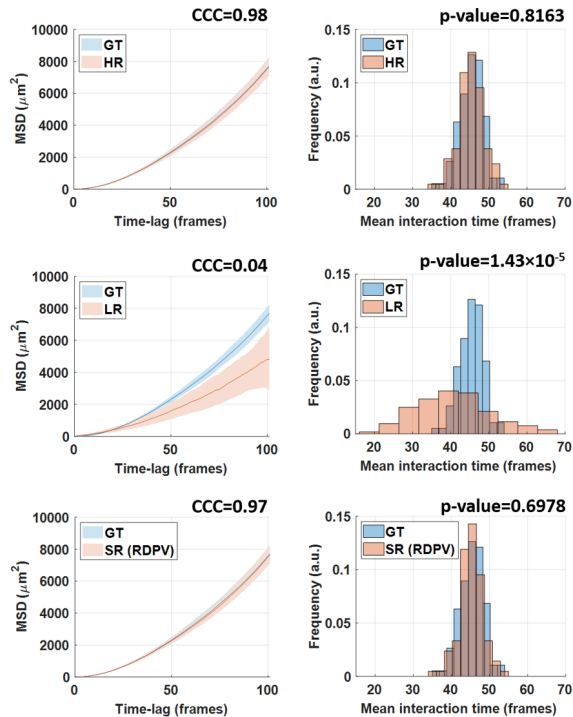 CCC=0.98
10000
8000
6000
4000
2000
0
MSD (μm²)
GT
HR
0 50 100
Time-lag (frames)
p-value=0.8163
0.15
0.1
0.05
0
Frequency (a.u.)
GT
HR
20 30 40 50 60 70
Mean interaction time (frames)
CCC=0.04
10000
8000
6000
4000
2000
0
MSD (μm²)
GT
LR
0 50 100
Time-lag (frames)
p-value=1.43×10⁻⁵
0.15
0.1
0.05
0
Frequency (a.u.)
GT
LR
20 30 40 50 60 70
Mean interaction time (frames)
CCC=0.97
10000
8000
6000
4000
2000
0
MSD (μm²)
GT
SR (RDPV)
0 50 100
Time-lag (frames)
p-value=0.6978
0.15
0.1
0.05
0
Frequency (a.u.)
GT
SR (RDPV)
20 30 40 50 60 70
Mean interaction time (frames)